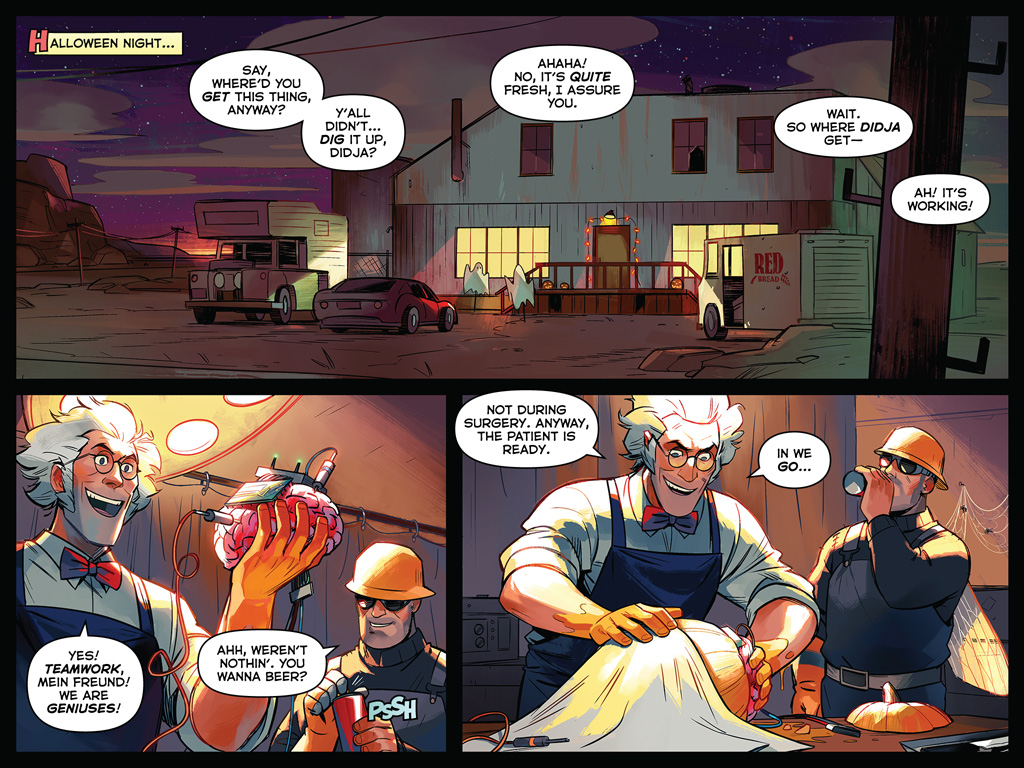 HALLOWEEN NIGHT...
SAY,
WHERE'D YOU
GET THIS THING,
ANYWAY?
Y'ALL
DIDN'T...
DIG IT UP,
DIDJA?
AHAHA!
NO, IT'S QUITE
FRESH, I ASSURE
YOU.
WAIT.
SO WHERE DIDJA
GET—
AH! IT'S
WORKING!
RED
BREAD
YES!
TEAMWORK,
MEIN FREUND!
WE ARE
GENIUSES!
AHH, WEREN'T
NOTHIN'. YOU
WANNA BEER?
PSSH
NOT DURING
SURGERY. ANYWAY,
THE PATIENT IS
READY.
IN WE
GO...